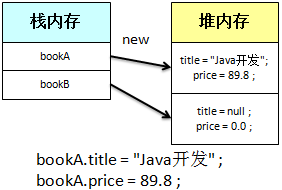 栈内存
堆内存
new
bookA
bookB
title = "Java开发";
price = 89.8 ;
title = null ;
price = 0.0 ;
bookA.title = "Java开发" ;
bookA.price = 89.8 ;